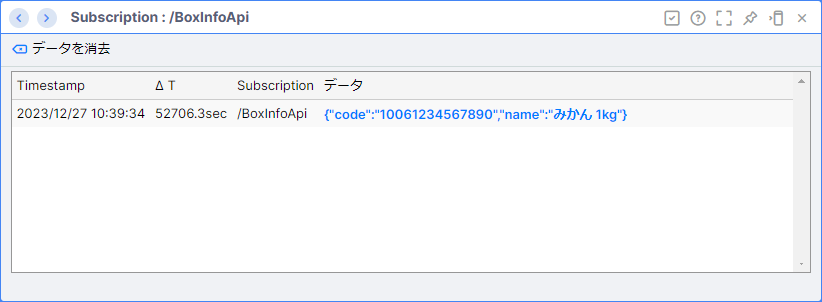 Subscription : /BoxInfoApi
データを消去
Timestamp Δ T Subscription データ
2023/12/27 10:39:34 52706.3sec /BoxInfoApi {"code":"10061234567890","name":"みかん 1kg"}